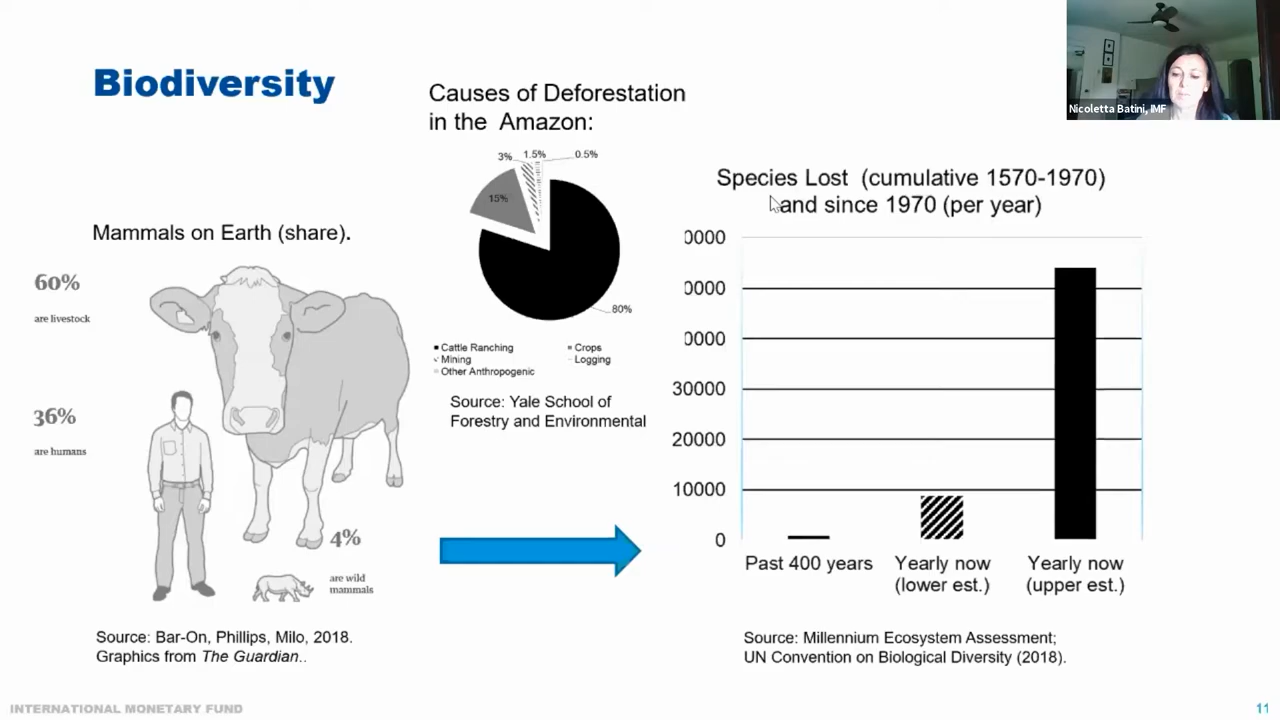 Biodiversity
Nicoletta Batini, IMF
Causes of Deforestation
in the Amazon:
3%
1.5%
0.5%
15%
80%
Cattle Ranching
Crops
Mining
Logging
Other Anthropogenic
Source: Yale School of
Forestry and Environmental
Mammals on Earth (share).
60%
are livestock
36%
are humans
4%
are wild
mammals
Source: Bar-On, Phillips, Milo, 2018.
Graphics from The Guardian..
Species Lost (cumulative 1570-1970)
and since 1970 (per year)
0000
0000
0000
30000
20000
10000
0
Past 400 years
Yearly now
(lower est.)
Yearly now
(upper est.)
Source: Millennium Ecosystem Assessment;
UN Convention on Biological Diversity (2018).
INTERNATIONAL MONETARY FUND
11